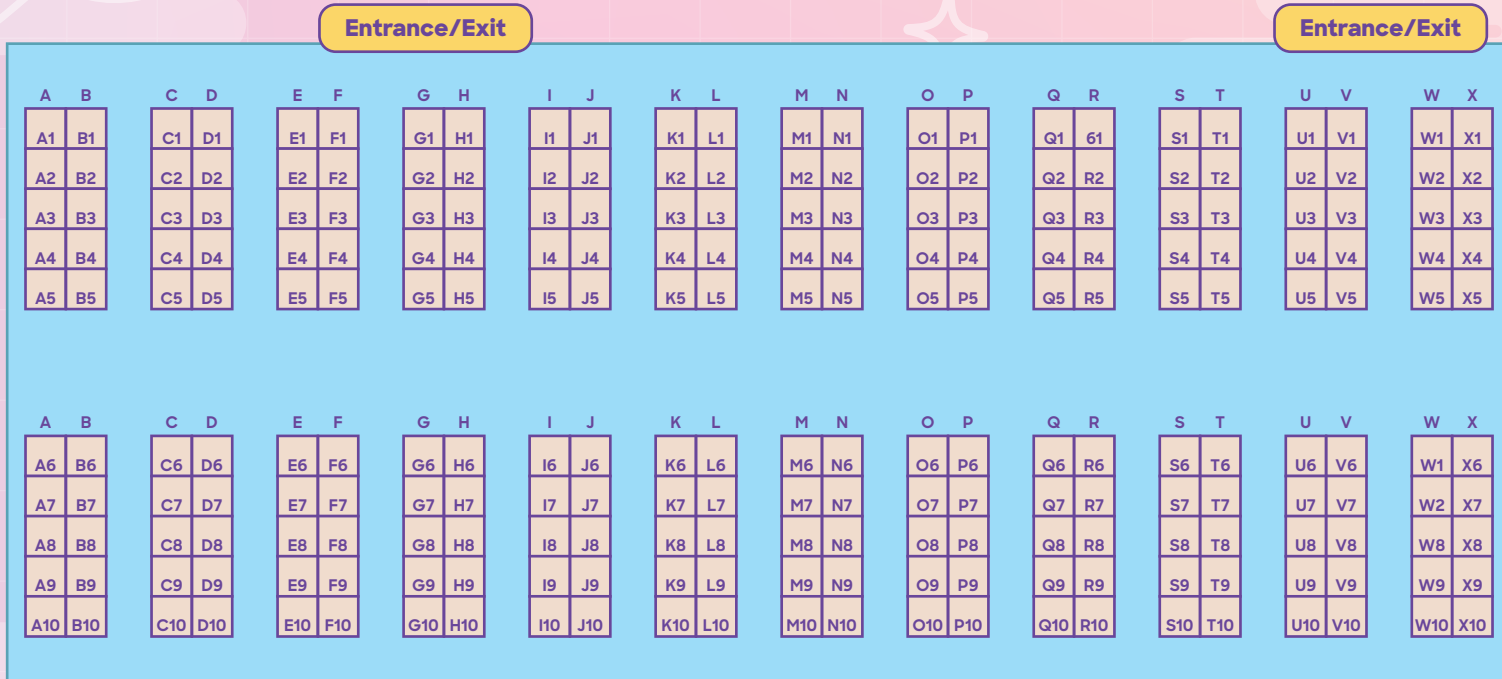 Entrance/Exit Entrance/Exit
A B C D E F G H I J K L M N O P Q R S T U V W X
A1 B1 C1 D1 E1 F1 G1 H1 I1 J1 K1 L1 M1 N1 O1 P1 Q1 61 S1 T1 U1 V1 W1 X1
A2 B2 C2 D2 E2 F2 G2 H2 I2 J2 K2 L2 M2 N2 O2 P2 Q2 R2 S2 T2 U2 V2 W2 X2
A3 B3 C3 D3 E3 F3 G3 H3 I3 J3 K3 L3 M3 N3 O3 P3 Q3 R3 S3 T3 U3 V3 W3 X3
A4 B4 C4 D4 E4 F4 G4 H4 I4 J4 K4 L4 M4 N4 O4 P4 Q4 R4 S4 T4 U4 V4 W4 X4
A5 B5 C5 D5 E5 F5 G5 H5 I5 J5 K5 L5 M5 N5 O5 P5 Q5 R5 S5 T5 U5 V5 W5 X5
A B C D E F G H I J K L M N O P Q R S T U V W X
A6 B6 C6 D6 E6 F6 G6 H6 I6 J6 K6 L6 M6 N6 O6 P6 Q6 R6 S6 T6 U6 V6 W1 X6
A7 B7 C7 D7 E7 F7 G7 H7 I7 J7 K7 L7 M7 N7 O7 P7 Q7 R7 S7 T7 U7 V7 W2 X7
A8 B8 C8 D8 E8 F8 G8 H8 I8 J8 K8 L8 M8 N8 O8 P8 Q8 R8 S8 T8 U8 V8 W8 X8
A9 B9 C9 D9 E9 F9 G9 H9 I9 J9 K9 L9 M9 N9 O9 P9 Q9 R9 S9 T9 U9 V9 W9 X9
A10 B10 C10 D10 E10 F10 G10 H10 I10 J10 K10 L10 M10 N10 O10 P10 Q10 R10 S10 T10 U10 V10 W10 X10